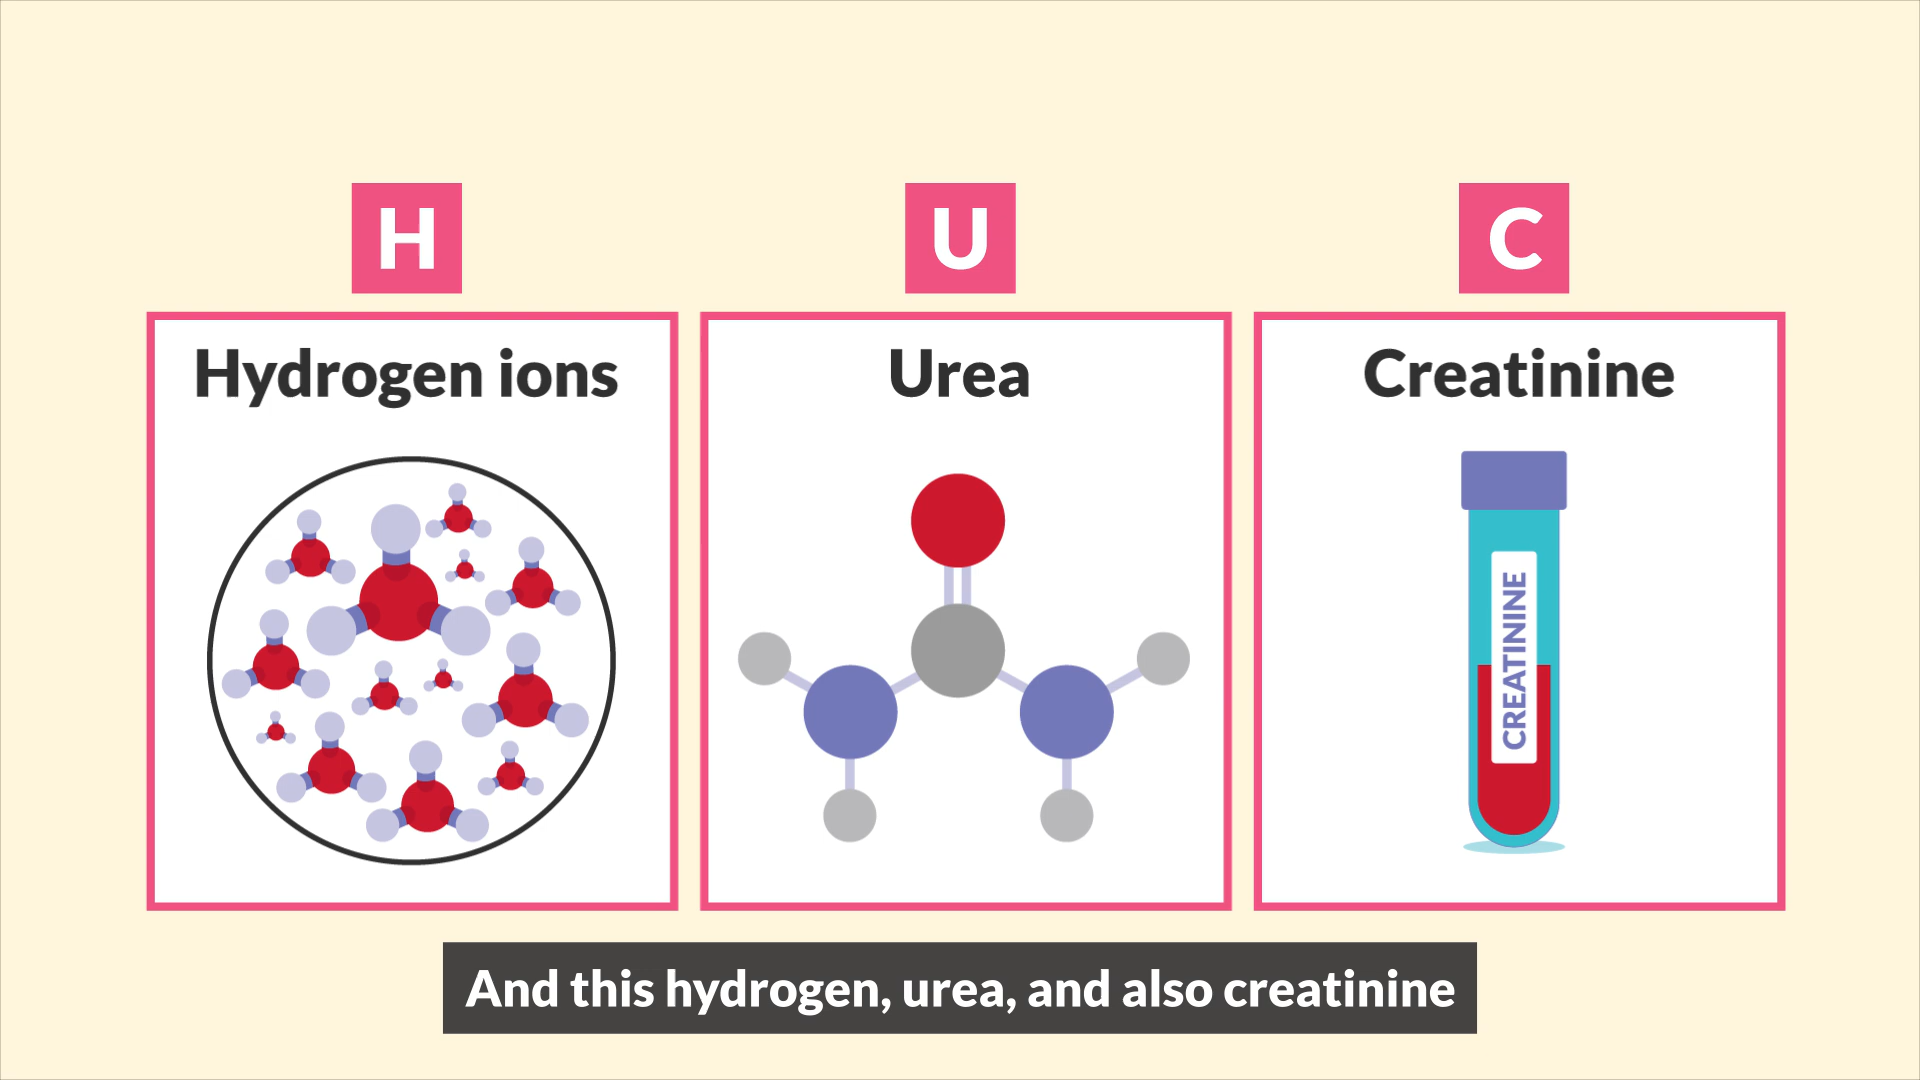 H
U
C
Hydrogen ions
Urea
Creatinine
CREATININE
And this hydrogen, urea, and also creatinine